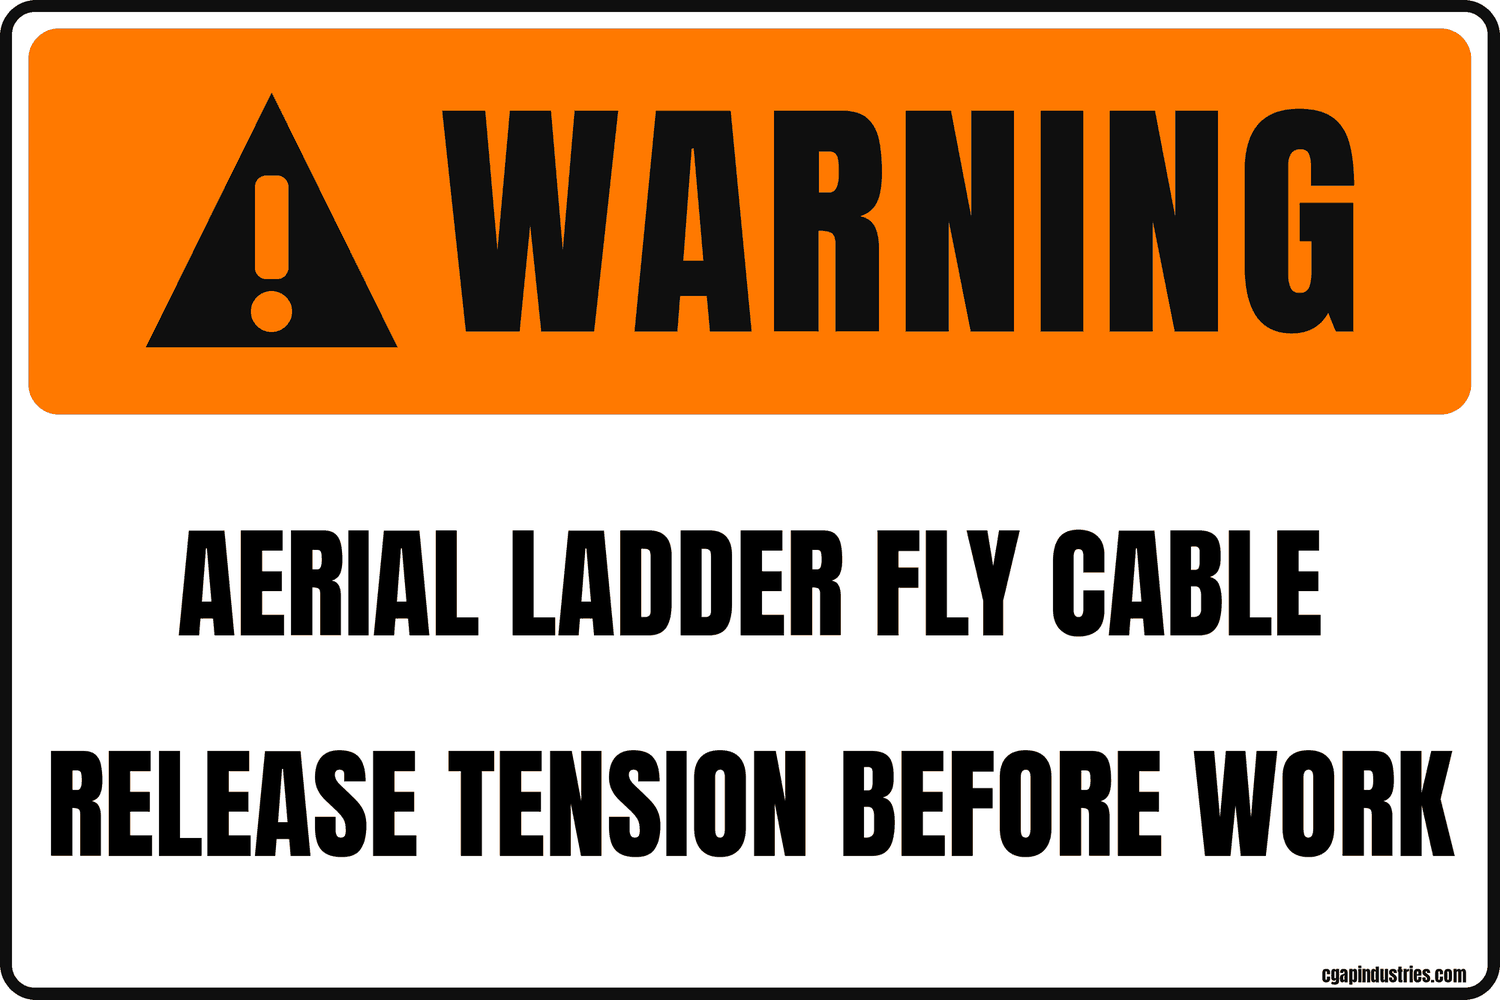 WARNING
AERIAL LADDER FLY CABLE
RELEASE TENSION BEFORE WORK
cgapindustries.com